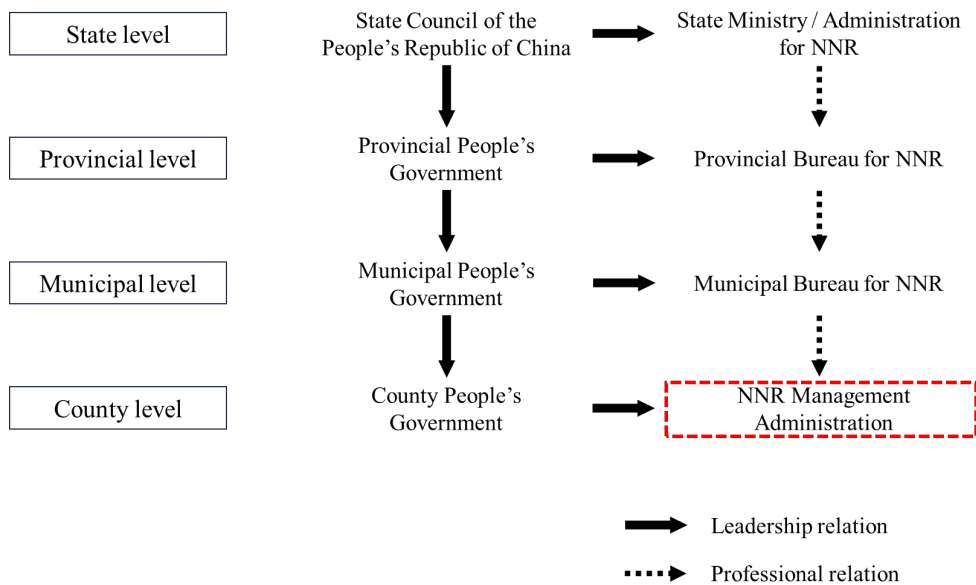 State level
State Council of the
People’s Republic of China
State Ministry / Administration
for NNR
Provincial level
Provincial People’s
Government
Provincial Bureau for NNR
Municipal level
Municipal People’s
Government
Municipal Bureau for NNR
County level
County People’s
Government
NNR Management
Administration
Leadership relation
Professional relation